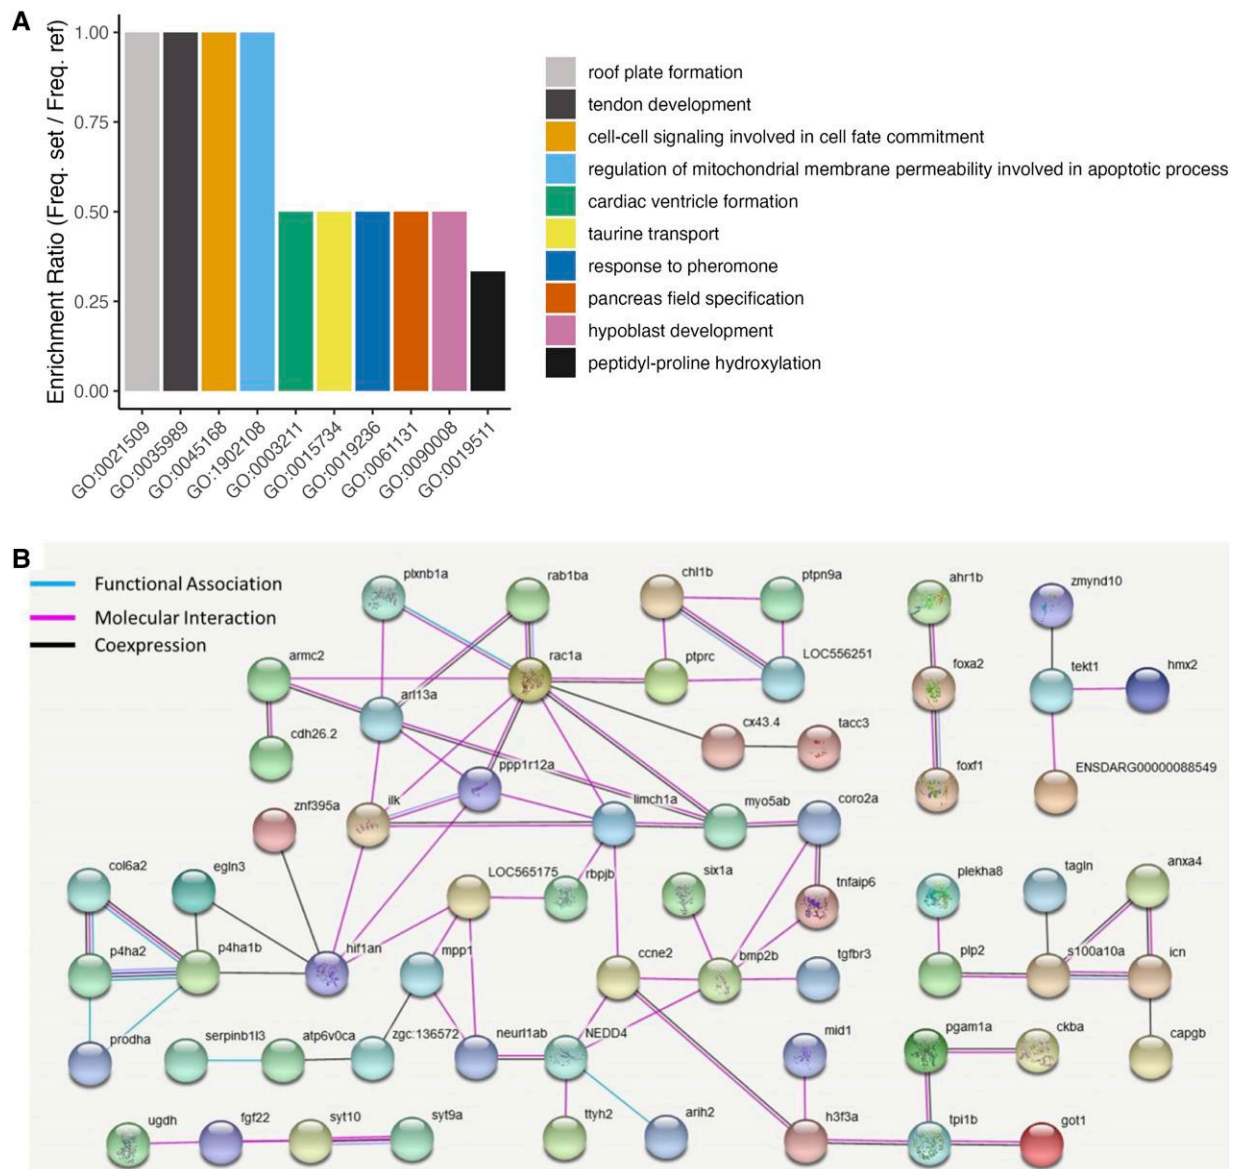 A
Enrichment Ratio (Freq. set / Freq. ref)
1.00
0.75
0.50
0.25
0.00
GO:0021509
GO:0035989
GO:0045168
GO:1902108
GO:0003211
GO:0015734
GO:0019236
GO:0061131
GO:0090008
GO:0019511
roof plate formation
tendon development
cell-cell signaling involved in cell fate commitment
regulation of mitochondrial membrane permeability involved in apoptotic process
cardiac ventricle formation
taurine transport
response to pheromone
pancreas field specification
hypoblast development
peptidyl-proline hydroxylation
B
Functional Association
Molecular Interaction
Coexpression
plxnb1a
rab1ba
chl1b
ptpn9a
ahr1b
zmynd10
armc2
rac1a
ptprc
LOC556251
foxa2
tekt1
hmx2
arl13a
cdh26.2
cx43.4
tacc3
ppp1r12a
foxf1
ENSDARG00000088549
znf395a
ilk
limch1a
myo5ab
coro2a
col6a2
egln3
LOC565175
rbpjb
six1a
tnfaip6
plekha8
tagln
anxa4
p4ha2
p4ha1b
hif1an
mpp1
ccne2
bmp2b
tgfbr3
plp2
s100a10a
icn
prodha
serpinb1l3
atp6v0ca
zgc:136572
neurl1ab
NEDD4
mid1
pgam1a
ckba
capgb
ugdh
fgf22
syt10
syt9a
ttyh2
arih2
h3f3a
tpi1b
got1